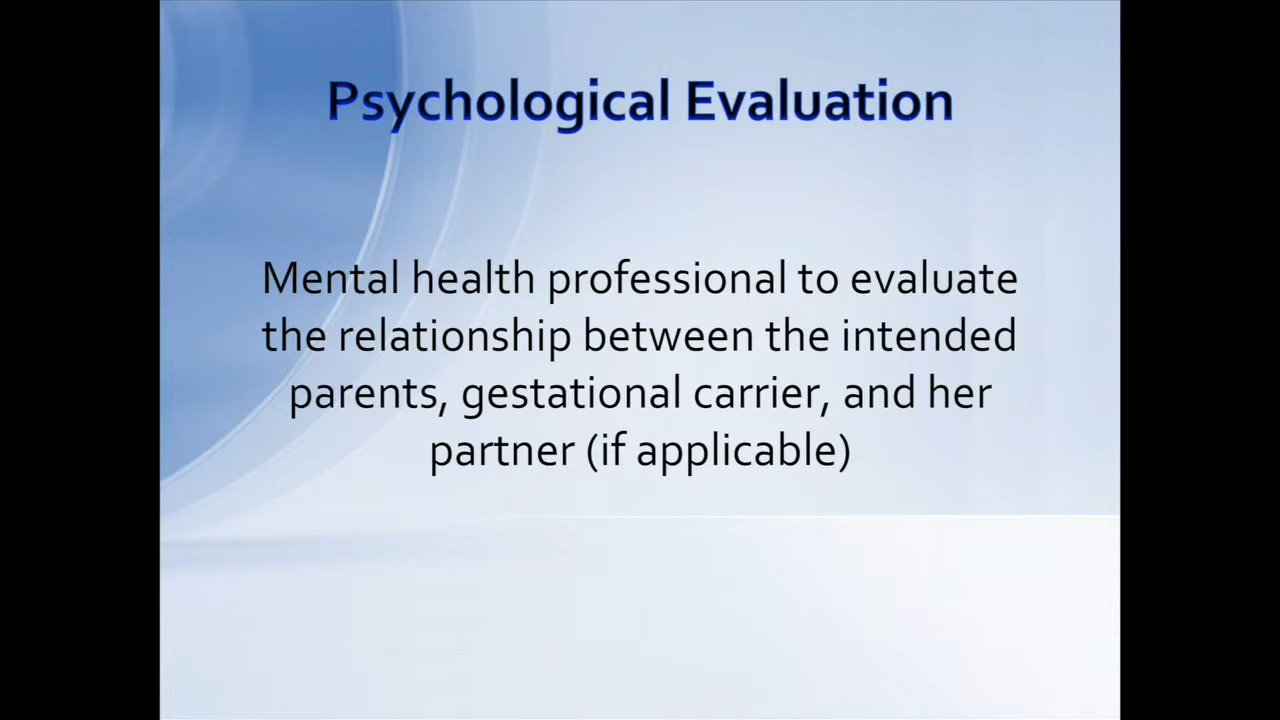 Psychological Evaluation
Mental health professional to evaluate
the relationship between the intended
parents, gestational carrier, and her
partner (if applicable)